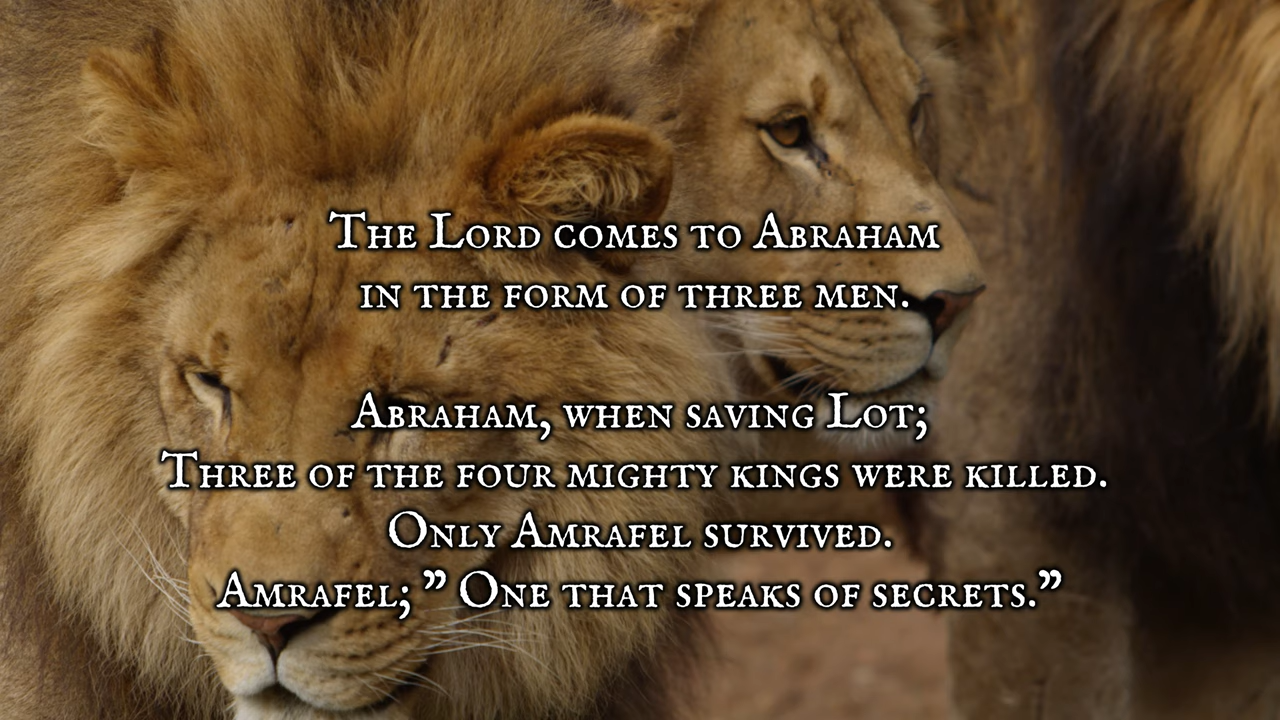 The Lord comes to Abraham
in the form of three men.
Abraham, when saving Lot;
Three of the four mighty kings were killed.
Only Amrafel survived.
Amrafel; ” One that speaks of secrets.”